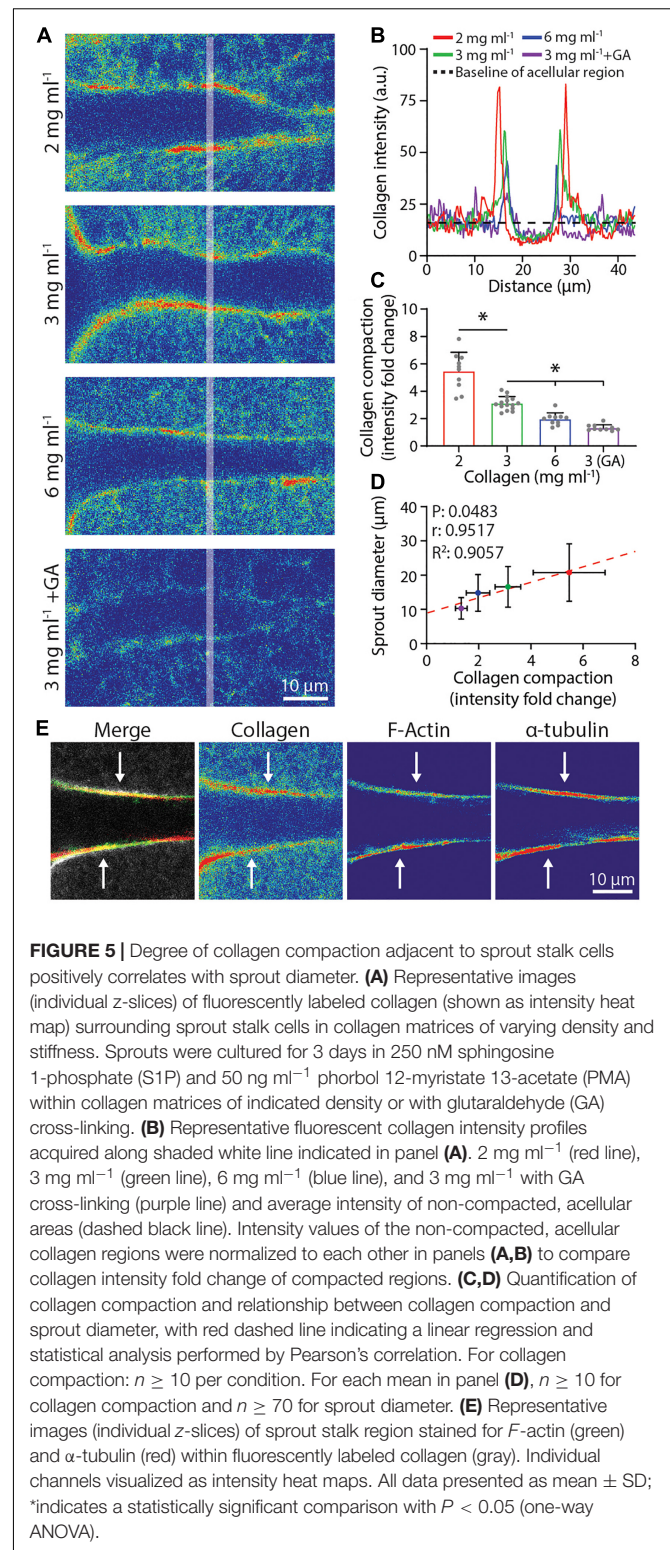 A
2 mg ml⁻¹
3 mg ml⁻¹
6 mg ml⁻¹
3 mg ml⁻¹ +GA
10 µm
B
2 mg ml⁻¹ 6 mg ml⁻¹
3 mg ml⁻¹ 3 mg ml⁻¹+GA
Baseline of acellular region
Collagen intensity (a.u.)
100
75
50
25
0
0 10 20 30 40
Distance (µm)
C
Collagen compaction
(intensity fold change)
10
8
6
4
2
0
* *
2 3 6 3 (GA)
Collagen (mg ml⁻¹)
D
Sprout diameter (µm)
40
30
20
10
0
P: 0.0483
r: 0.9517
R²: 0.9057
0 2 4 6 8
Collagen compaction
(intensity fold change)
E
Merge Collagen F-Actin α-tubulin
10 µm
FIGURE 5 | Degree of collagen compaction adjacent to sprout stalk cells
positively correlates with sprout diameter. (A) Representative images
(individual z-slices) of fluorescently labeled collagen (shown as intensity heat
map) surrounding sprout stalk cells in collagen matrices of varying density and
stiffness. Sprouts were cultured for 3 days in 250 nM sphingosine
1-phosphate (S1P) and 50 ng ml⁻¹ phorbol 12-myristate 13-acetate (PMA)
within collagen matrices of indicated density or with glutaraldehyde (GA)
cross-linking. (B) Representative fluorescent collagen intensity profiles
acquired along shaded white line indicated in panel (A). 2 mg ml⁻¹ (red line),
3 mg ml⁻¹ (green line), 6 mg ml⁻¹ (blue line), and 3 mg ml⁻¹ with GA
cross-linking (purple line) and average intensity of non-compacted, acellular
areas (dashed black line). Intensity values of the non-compacted, acellular
collagen regions were normalized to each other in panels (A,B) to compare
collagen intensity fold change of compacted regions. (C,D) Quantification of
collagen compaction and relationship between collagen compaction and
sprout diameter, with red dashed line indicating a linear regression and
statistical analysis performed by Pearson's correlation. For collagen
compaction: n ≥ 10 per condition. For each mean in panel (D), n ≥ 10 for
collagen compaction and n ≥ 70 for sprout diameter. (E) Representative
images (individual z-slices) of sprout stalk region stained for F-actin (green)
and α-tubulin (red) within fluorescently labeled collagen (gray). Individual
channels visualized as intensity heat maps. All data presented as mean ± SD;
*indicates a statistically significant comparison with P < 0.05 (one-way
ANOVA).